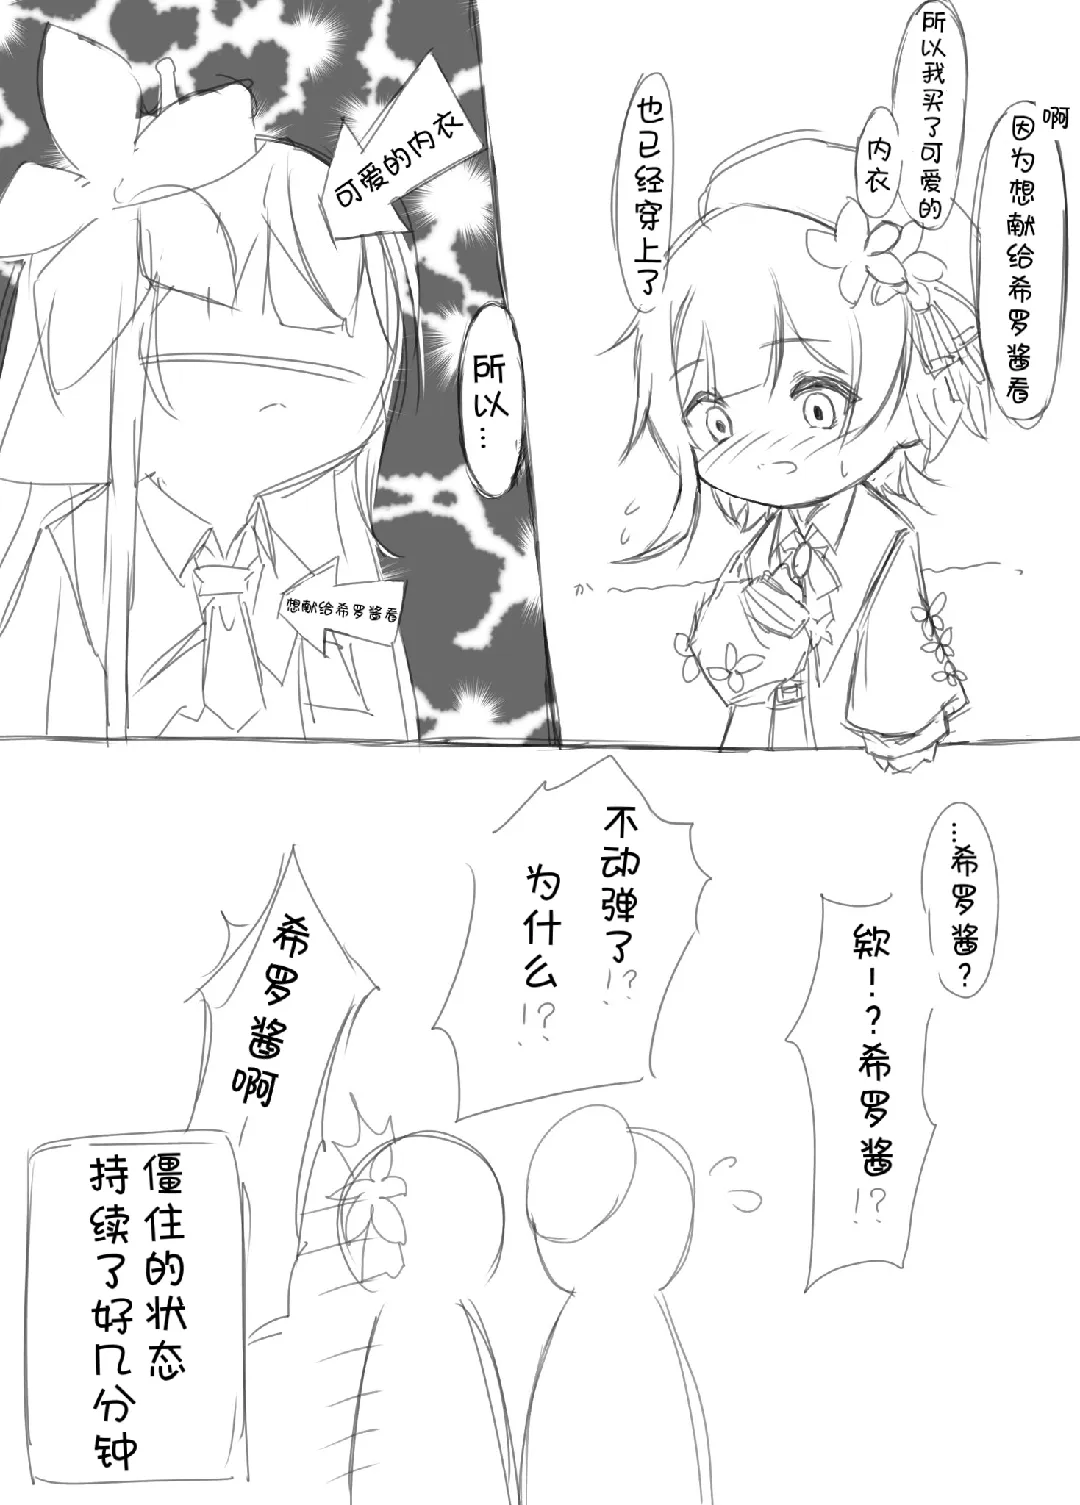 啊
因为想献给希罗酱看
所以我买了可爱的
内衣
也已经穿上了
所以…
可爱的内衣
想献给希罗酱看
…希罗酱？
欸！？希罗酱
!?
不动弹了
!?
为什么
!?
希罗酱啊
僵住的状态
持续了好几分钟
か